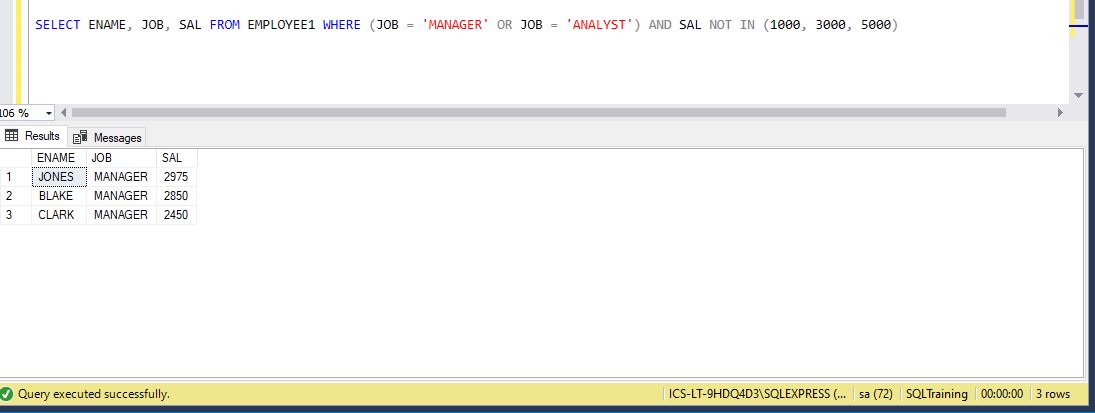 SELECT ENAME, JOB, SAL FROM EMPLOYEE1 WHERE (JOB = 'MANAGER' OR JOB = 'ANALYST') AND SAL NOT IN (1000, 3000, 5000)
106 %
Results Messages
ENAME JOB SAL
1 JONES MANAGER 2975
2 BLAKE MANAGER 2850
3 CLARK MANAGER 2450
Query executed successfully. ICS-LT-9HDQ4D3\SQLEXPRESS (... sa (72) SQLTraining 00:00:00 3 rows